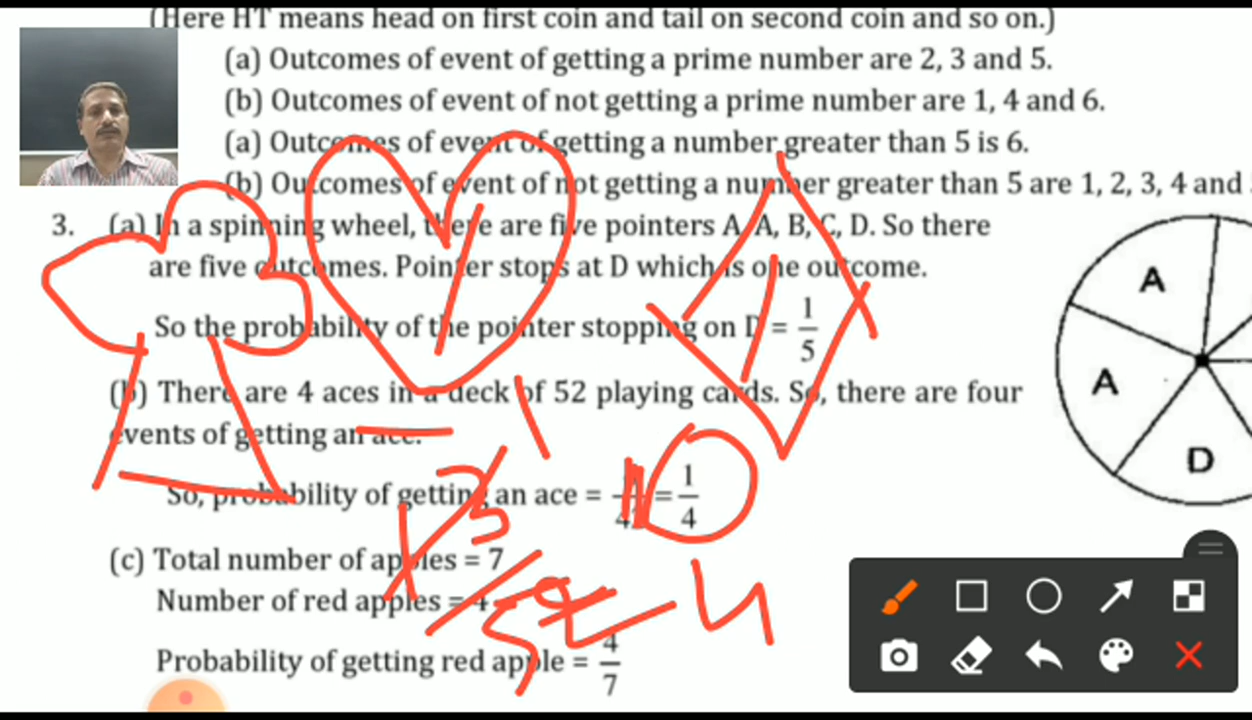 (Here HT means head on first coin and tail on second coin and so on.)
(a) Outcomes of event of getting a prime number are 2, 3 and 5.
(b) Outcomes of event of not getting a prime number are 1, 4 and 6.
(a) Outcomes of event of getting a number greater than 5 is 6.
(b) Outcomes of event of not getting a number greater than 5 are 1, 2, 3, 4 and
3. (a) In a spinning wheel, there are five pointers A, A, B, C, D. So there
are five outcomes. Pointer stops at D which is one outcome.
So the probability of the pointer stopping on D = 1/5
(b) There are 4 aces in a deck of 52 playing cards. So, there are four
events of getting an ace.
So, probability of getting an ace = = 1/4
(c) Total number of apples = 7
Number of red apples = 4
Probability of getting red apple = 4/7
A
A
D